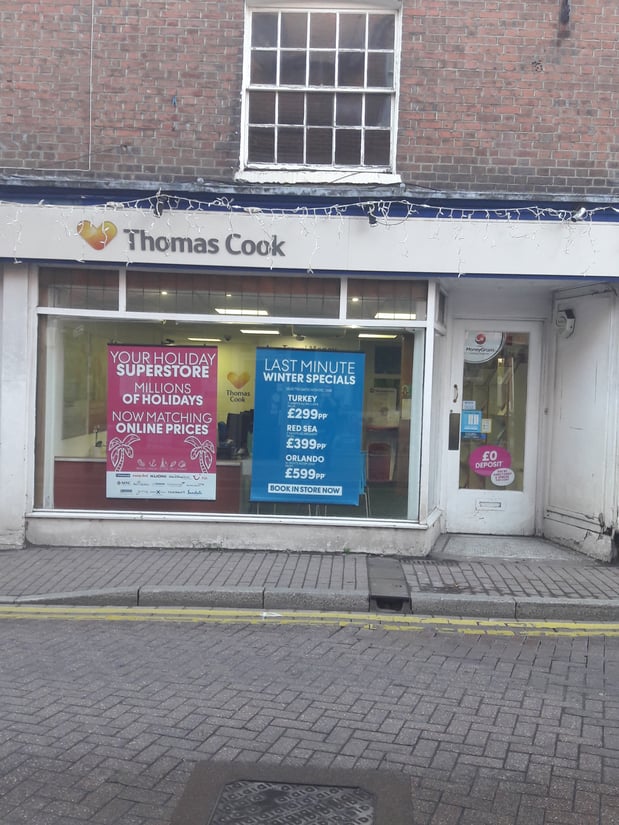 Thomas Cook
YOUR HOLIDAY
SUPERSTORE
MILLIONS
OF HOLIDAYS
NOW MATCHING
ONLINE PRICES
Thomas
Cook
LAST MINUTE
WINTER SPECIALS
TURKEY
£299PP
RED SEA
£399PP
ORLANDO
£599PP
BOOK IN STORE NOW
MoneyGram
£0
DEPOSIT